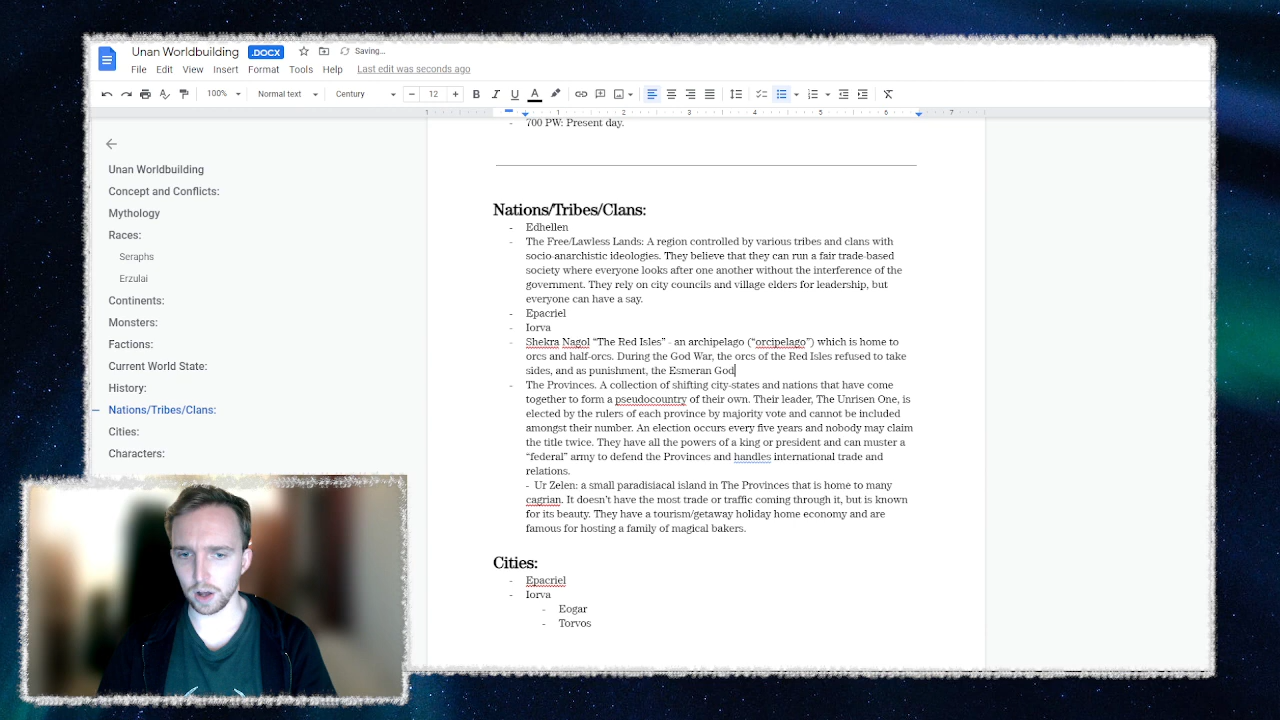 Unan Worldbuilding .DOCX Saving...
File Edit View Insert Format Tools Help Last edit was seconds ago
100% Normal text Century 12 B I U A
1 1 2 3 4 5 6 7
- 700 PW: Present day.
Unan Worldbuilding
Concept and Conflicts:
Mythology
Races:
Seraphs
Erzulai
Continents:
Monsters:
Factions:
Current World State:
History:
Nations/Tribes/Clans:
Cities:
Characters:
Nations/Tribes/Clans:
- Edhellen
- The Free/Lawless Lands: A region controlled by various tribes and clans with
socio-anarchistic ideologies. They believe that they can run a fair trade-based
society where everyone looks after one another without the interference of the
government. They rely on city councils and village elders for leadership, but
everyone can have a say.
- Epacriel
- Iorva
- Shekra Nagol “The Red Isles” - an archipelago (“orcipelago”) which is home to
orcs and half-orcs. During the God War, the orcs of the Red Isles refused to take
sides, and as punishment, the Esmeran God
- The Provinces. A collection of shifting city-states and nations that have come
together to form a pseudocountry of their own. Their leader, The Unrisen One, is
elected by the rulers of each province by majority vote and cannot be included
amongst their number. An election occurs every five years and nobody may claim
the title twice. They have all the powers of a king or president and can muster a
“federal” army to defend the Provinces and handles international trade and
relations.
- Ur Zelen: a small paradisiacal island in The Provinces that is home to many
cagrian. It doesn’t have the most trade or traffic coming through it, but is known
for its beauty. They have a tourism/getaway holiday home economy and are
famous for hosting a family of magical bakers.
Cities:
- Epacriel
- Iorva
- Eogar
- Torvos